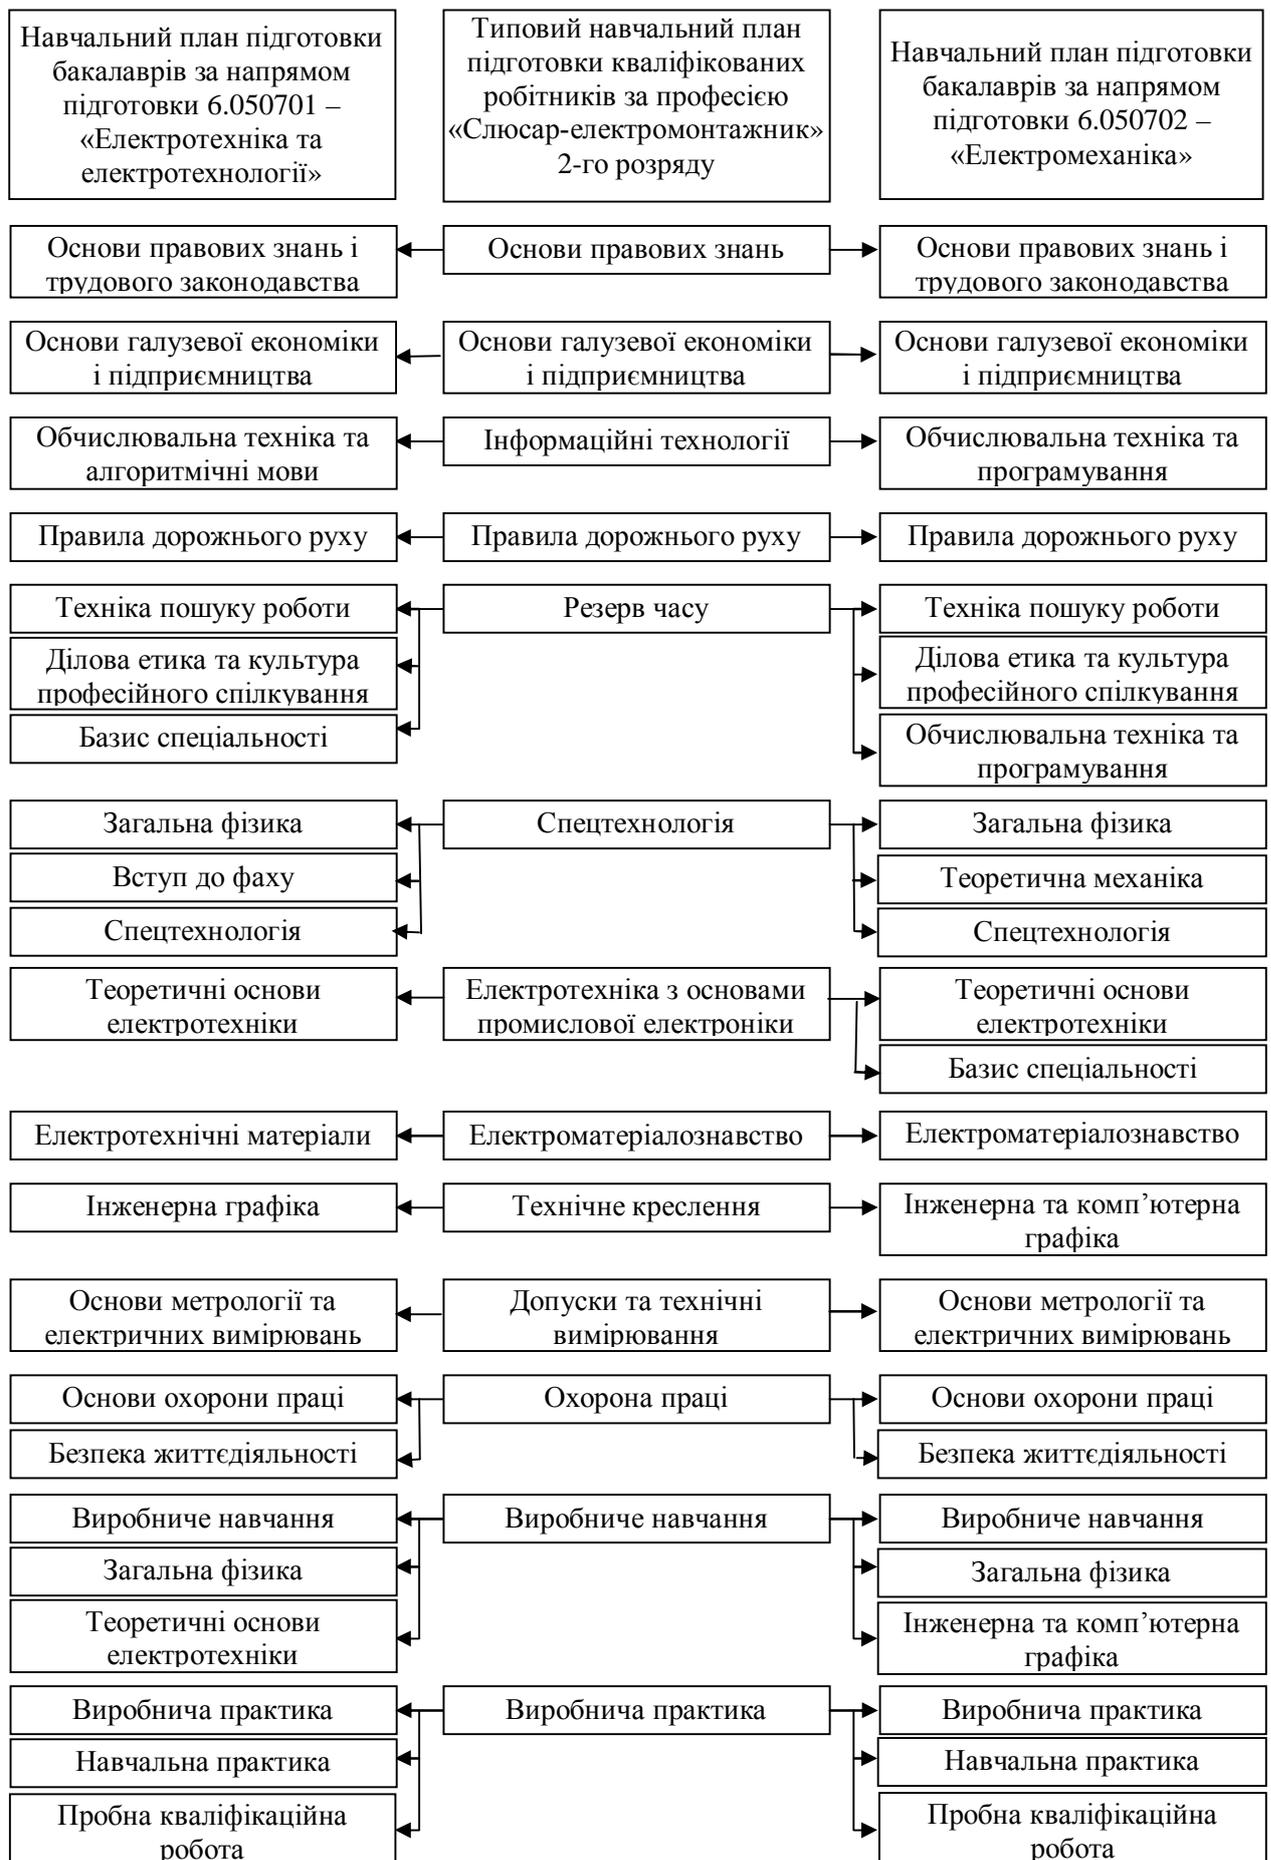 Навчальний план підготовки
бакалаврів за напрямом
підготовки 6.050701 –
«Електротехніка та
електротехнології»
Типовий навчальний план
підготовки кваліфікованих
робітників за професією
«Слюсар-електромонтажник»
2-го розряду
Навчальний план підготовки
бакалаврів за напрямом
підготовки 6.050702 –
«Електромеханіка»
Основи правових знань і
трудового законодавства
Основи правових знань
Основи правових знань і
трудового законодавства
Основи галузевої економіки
і підприємництва
Основи галузевої економіки
і підприємництва
Основи галузевої економіки
і підприємництва
Обчислювальна техніка та
алгоритмічні мови
Інформаційні технології
Обчислювальна техніка та
програмування
Правила дорожнього руху
Правила дорожнього руху
Правила дорожнього руху
Техніка пошуку роботи
Ділова етика та культура
професійного спілкування
Базис спеціальності
Резерв часу
Техніка пошуку роботи
Ділова етика та культура
професійного спілкування
Обчислювальна техніка та
програмування
Загальна фізика
Вступ до фаху
Спецтехнологія
Спецтехнологія
Загальна фізика
Теоретична механіка
Спецтехнологія
Теоретичні основи
електротехніки
Електротехніка з основами
промислової електроніки
Теоретичні основи
електротехніки
Базис спеціальності
Електротехнічні матеріали
Електроматеріалознавство
Електроматеріалознавство
Інженерна графіка
Технічне креслення
Інженерна та комп’ютерна
графіка
Основи метрології та
електричних вимірювань
Допуски та технічні
вимірювання
Основи метрології та
електричних вимірювань
Основи охорони праці
Безпека життєдіяльності
Охорона праці
Основи охорони праці
Безпека життєдіяльності
Виробниче навчання
Загальна фізика
Теоретичні основи
електротехніки
Виробниче навчання
Виробниче навчання
Загальна фізика
Інженерна та комп’ютерна
графіка
Виробнича практика
Навчальна практика
Пробна кваліфікаційна
робота
Виробнича практика
Виробнича практика
Навчальна практика
Пробна кваліфікаційна
робота